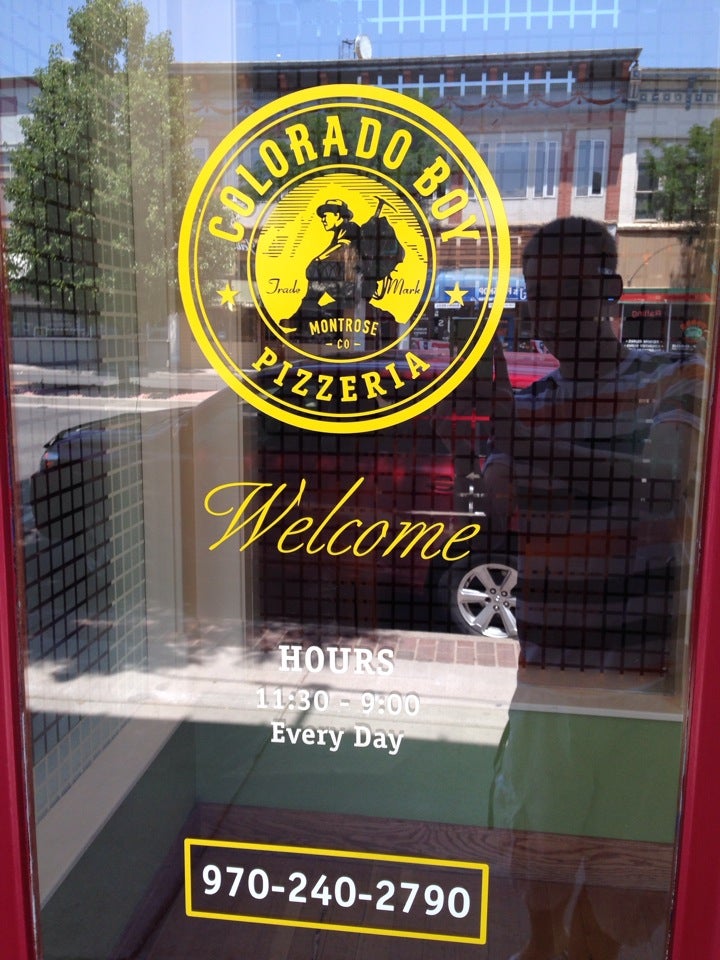 COLORADO BOY
Trade Mark
MONTROSE
- CO -
PIZZERIA
Welcome
HOURS
11:30 - 9:00
Every Day
970-240-2790